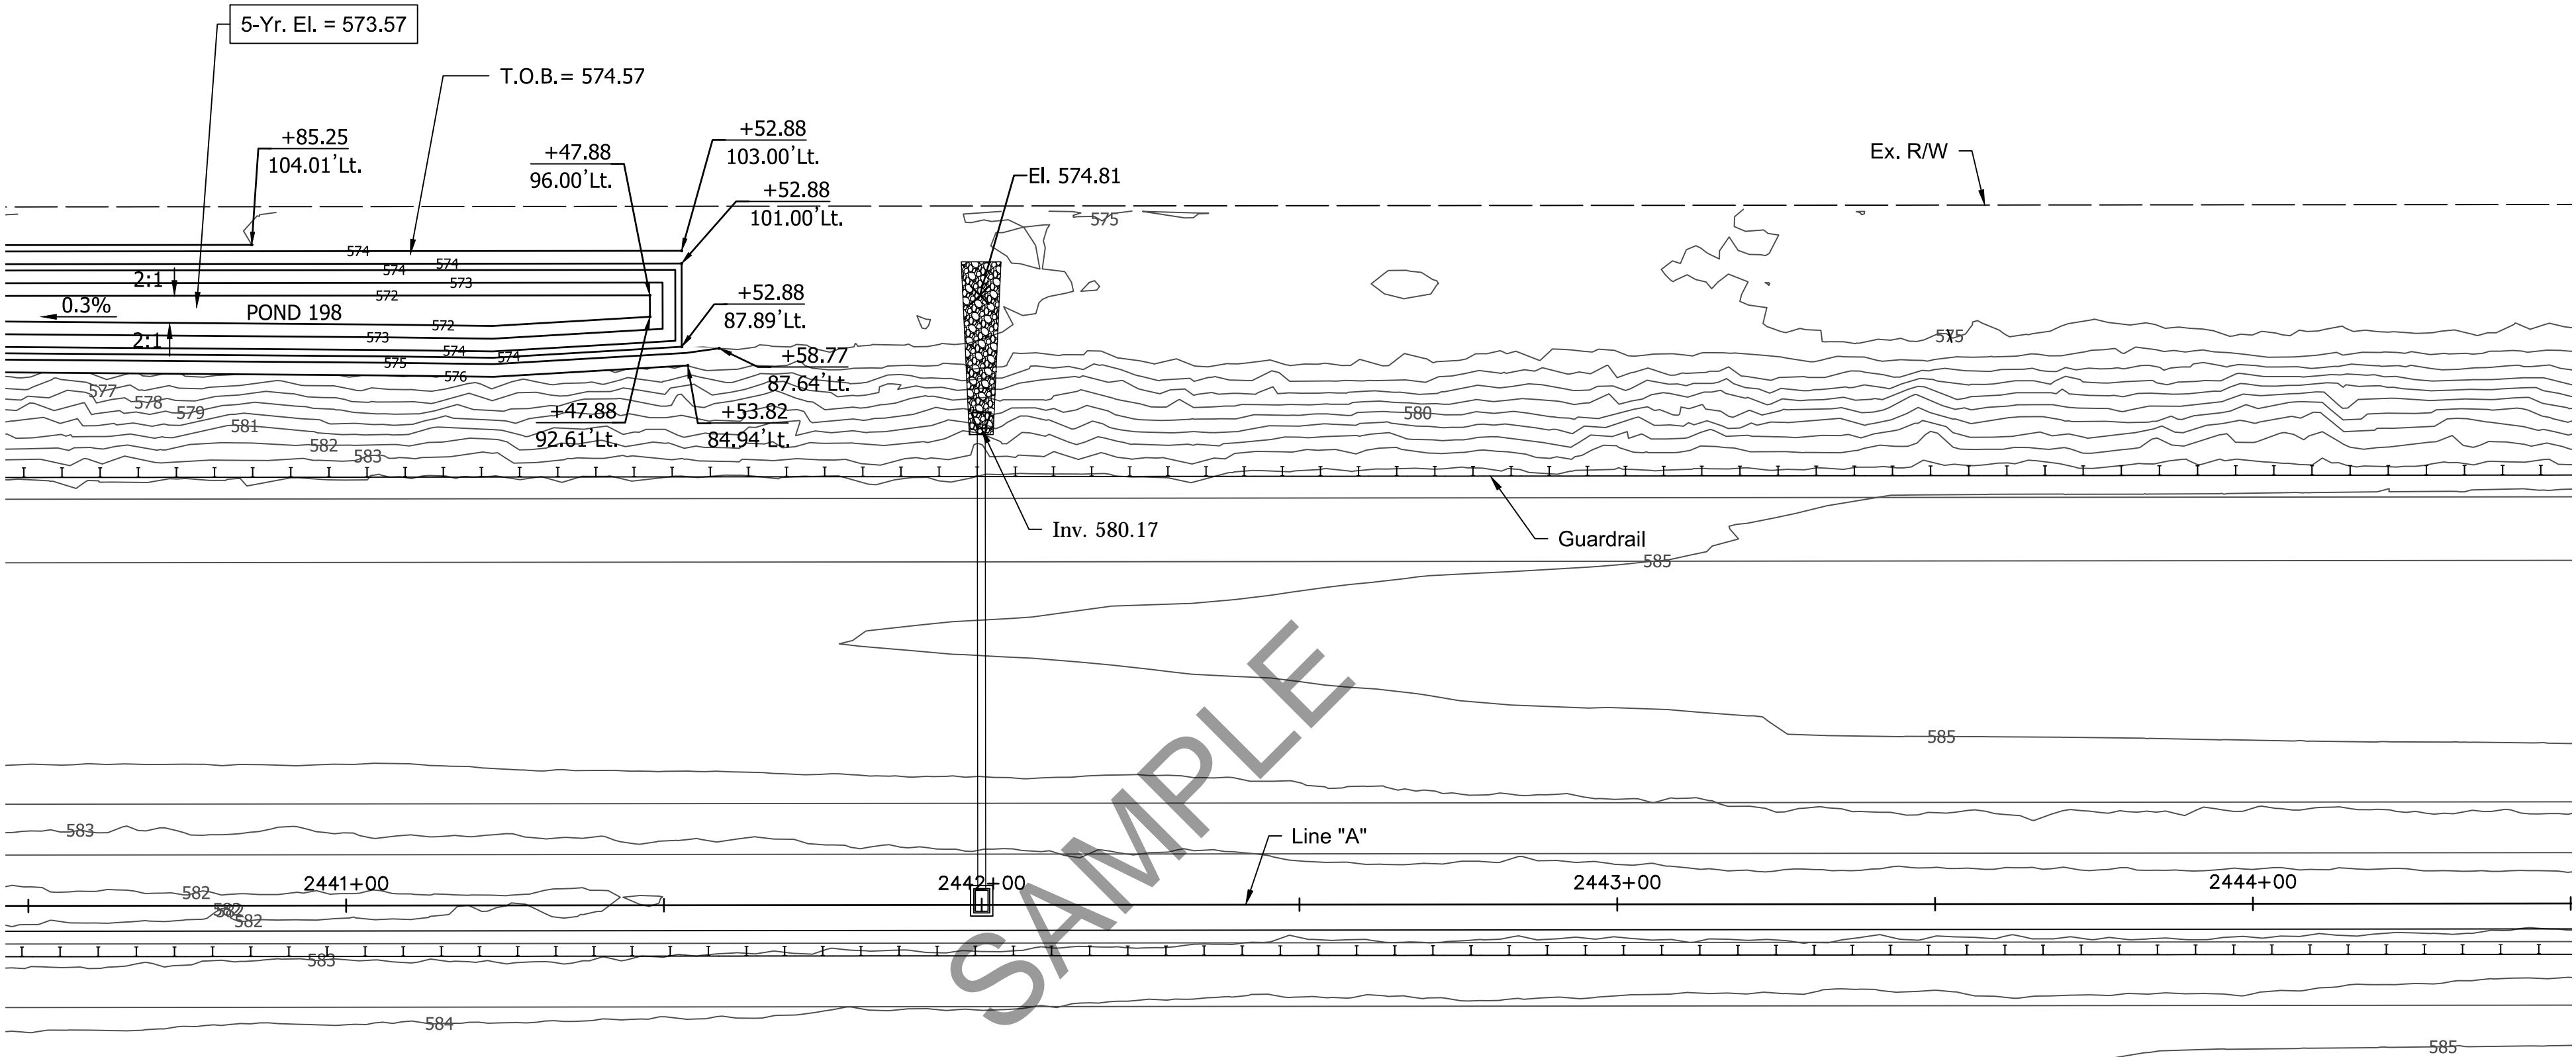 5-Yr. El. = 573.57
T.O.B.= 574.57
+85.25
104.01'Lt.
+47.88
96.00'Lt.
+52.88
103.00'Lt.
+52.88
101.00'Lt.
El. 574.81
Ex. R/W
575
574
574
574
2:1
573
572
0.3%
POND 198
+52.88
87.89'Lt.
572
573
2:1
574
574
575
576
575
+58.77
87.64'Lt.
577
578
579
581
582
583
+47.88
92.61'Lt.
+53.82
84.94'Lt.
580
Inv. 580.17
Guardrail
585
585
583
Line "A"
2441+00
2442+00
2443+00
2444+00
582
582
582
583
584
585
SAMPLE